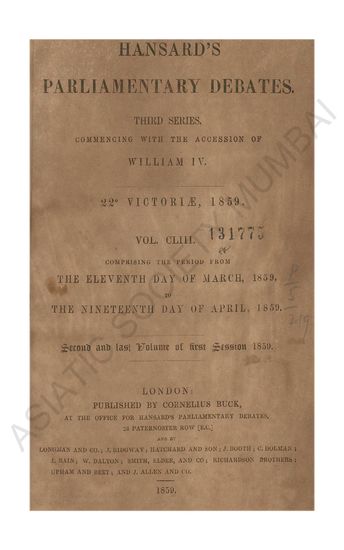 HANSARD'S
PARLIAMENTARY DEBATES.
THIRD SERIES.
COMMENCING WITH THE ACCESSION OF
WILLIAM IV.
22° VICTORIÆ, 1859.
VOL. CLIII.
131775
COMPRISING THE PERIOD FROM
THE ELEVENTH DAY OF MARCH, 1859,
TO
THE NINETEENTH DAY OF APRIL, 1859.
Second and last Volume of first Session 1859.
LONDON:
PUBLISHED BY CORNELIUS BUCK,
AT THE OFFICE FOR HANSARD'S PARLIAMENTARY DEBATES,
23 PATERNOSTER ROW [E.C.]
AND BY
LONGMAN AND CO.; J. RIDGWAY; HATCHARD AND SON; J. BOOTH; C. DOLMAN;
J. BAIN; W. DALTON; SMITH, ELDER, AND CO; RICHARDSON BROTHERS;
UPHAM AND BEET; AND J. ALLEN AND CO.
1859.
ASIATIC SOCIETY MUMBAI